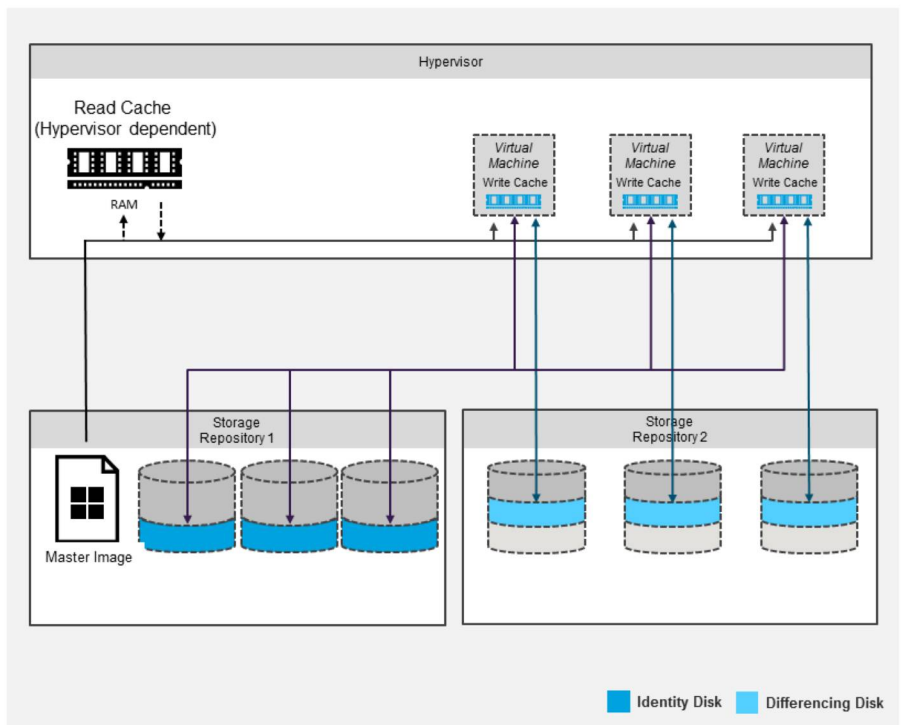 Hypervisor
Read Cache
(Hypervisor dependent)
RAM
Virtual
Machine
Write Cache
Virtual
Machine
Write Cache
Virtual
Machine
Write Cache
Storage
Repository 1
Storage
Repository 2
Master Image
Identity Disk
Differencing Disk